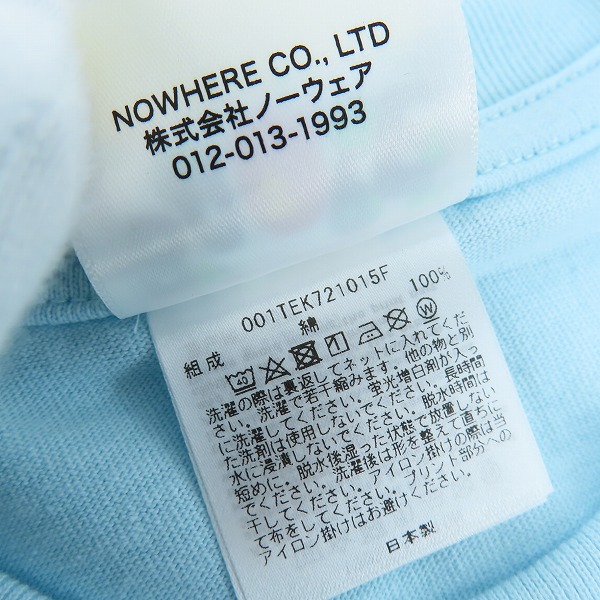 NOWHERE CO., LTD
株式会社ノーウェア
012-013-1993
001TEK721015F
組成 綿 100%
40
W
洗濯の際は裏返してネットに入れてくだ
さい。洗濯で若干縮みます。他の物と別
に洗濯してください。蛍光増白剤が入っ
た洗剤は使用しないでください。長時間
水に浸漬しないでください。脱水時間は
短めに。脱水後湿った状態で放置しない
でください。洗濯後は形を整えて直ちに
干してください。アイロン掛けの際は当
て布をしてください。プリント部分への
アイロン掛けはお避けください。
日本製